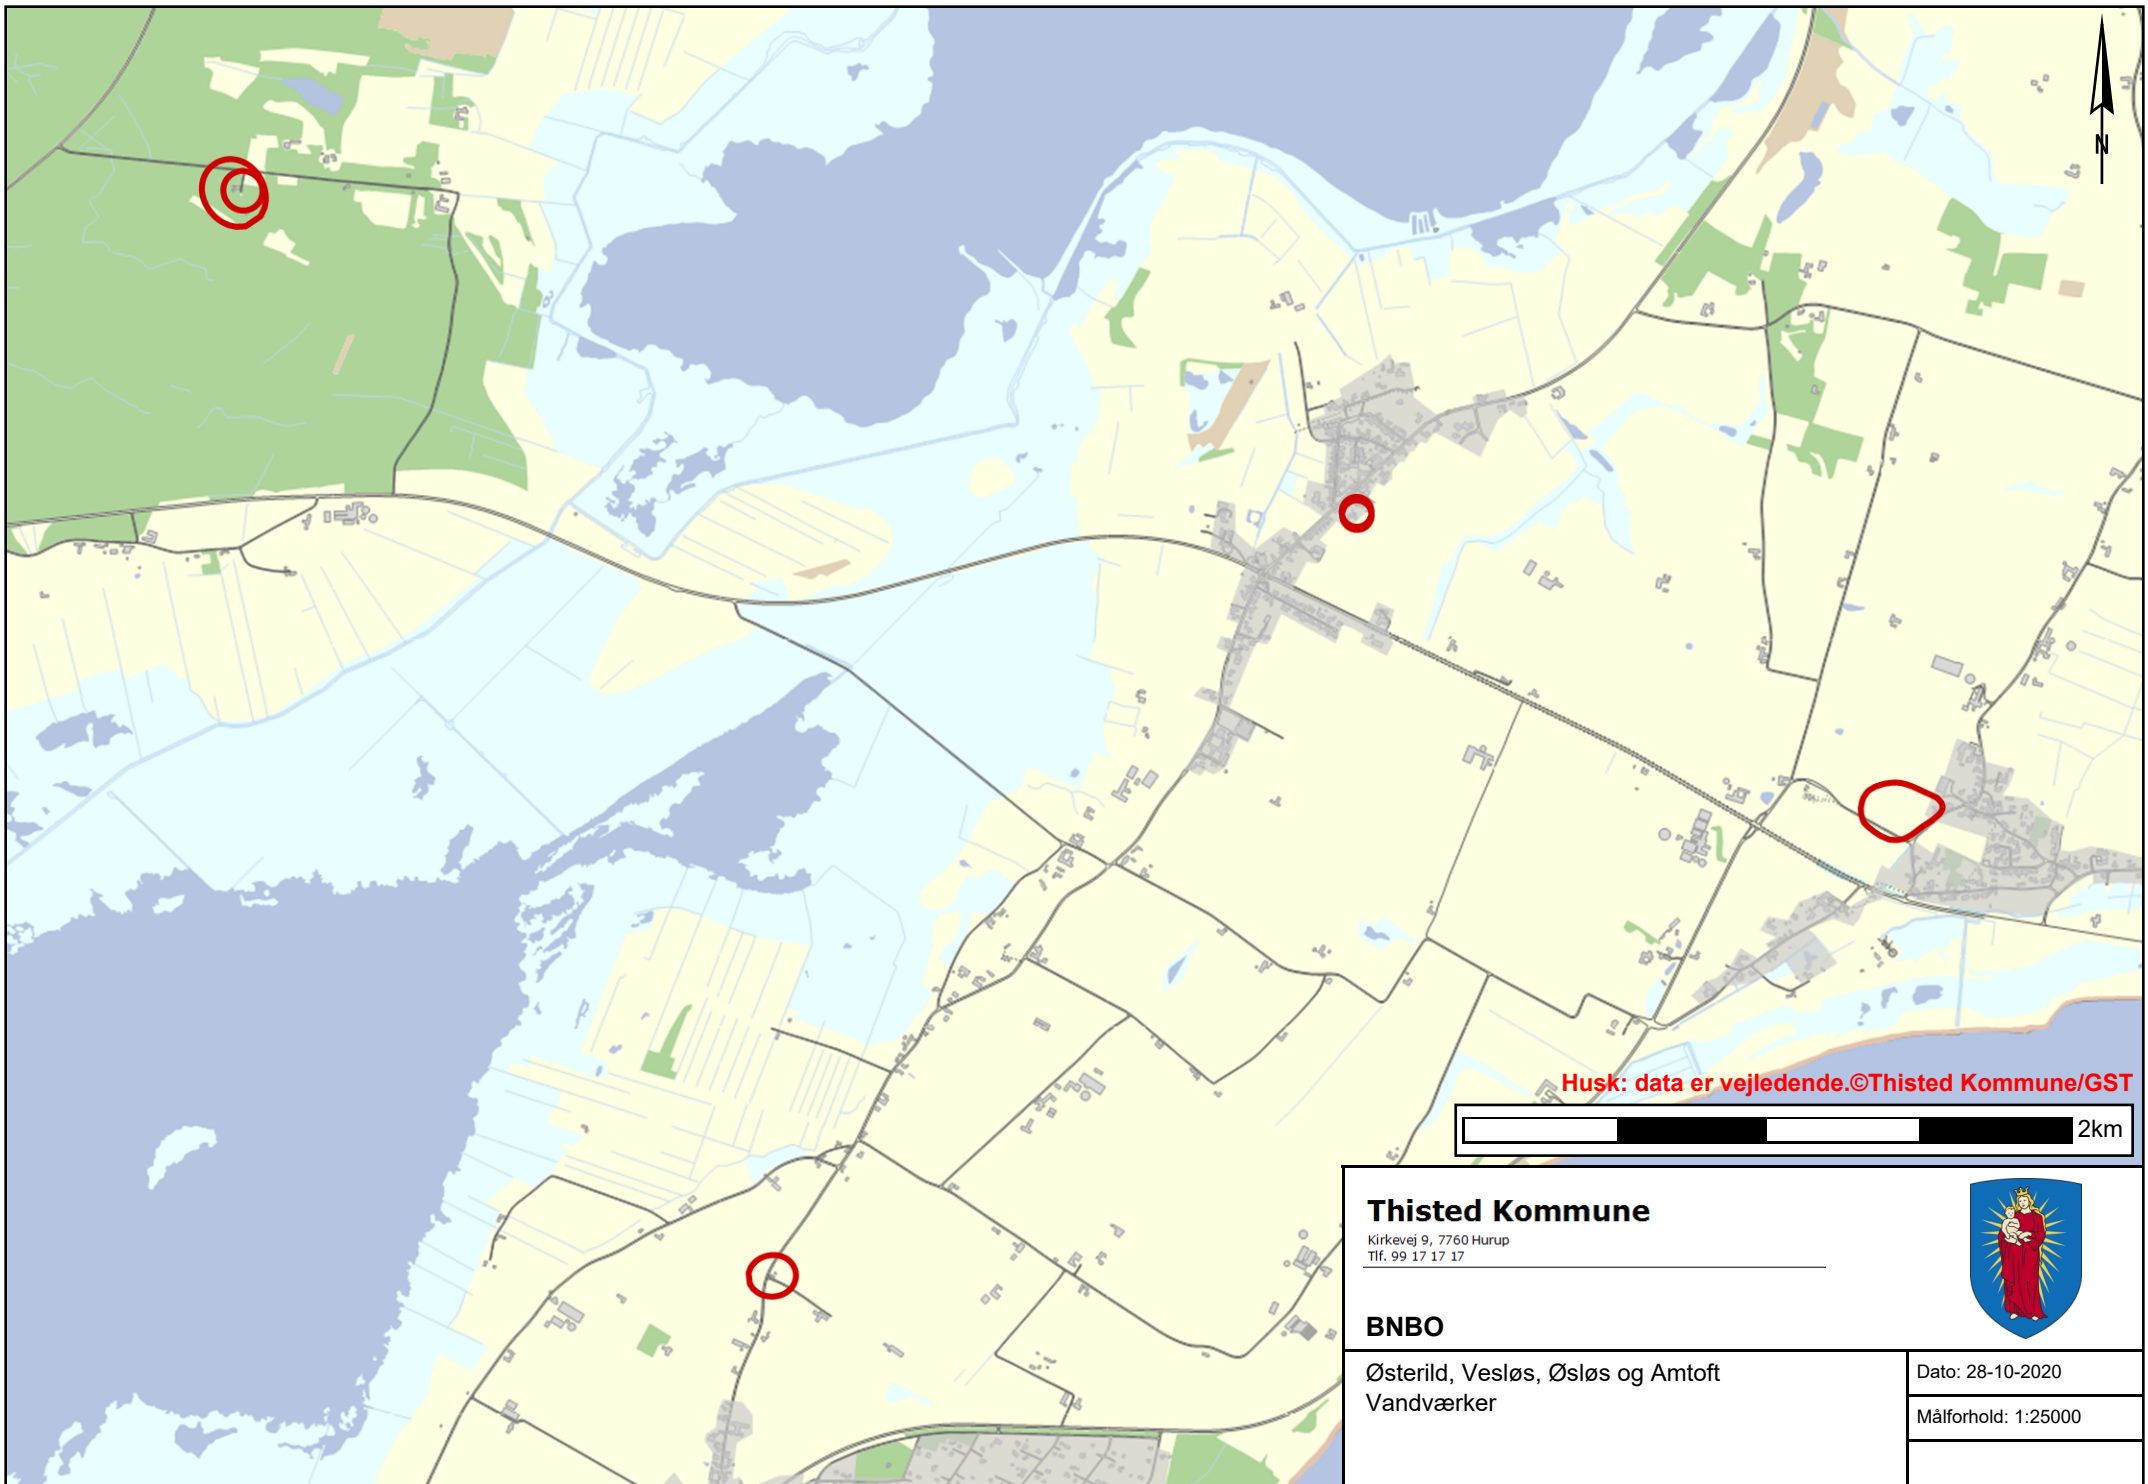 N
Husk: data er vejledende.©Thisted Kommune/GST
2km
Thisted Kommune
Kirkevej 9, 7760 Hurup
Tlf. 99 17 17 17
BNBO
Østerild, Vesløs, Øsløs og Amtoft
Vandværker
Dato: 28-10-2020
Målforhold: 1:25000